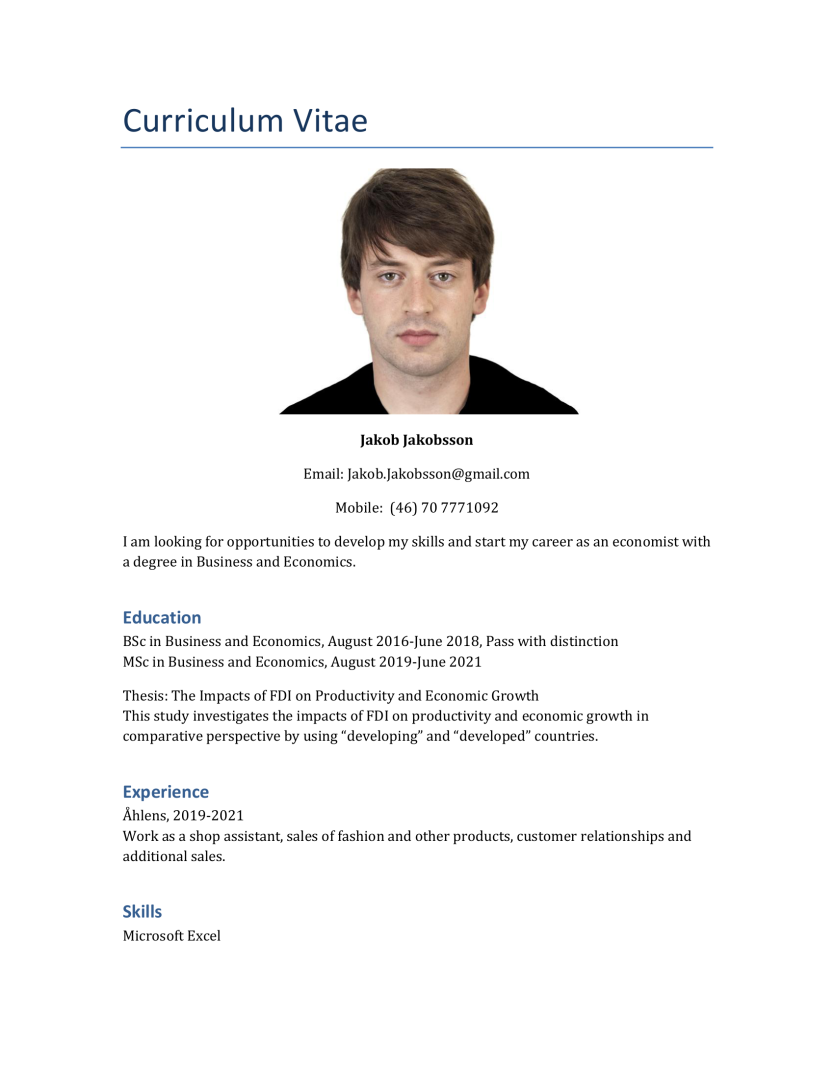 Curriculum Vitae
Jakob Jakobsson
Email: Jakob.Jakobsson@gmail.com
Mobile:  (46) 70 7771092
I am looking for opportunities to develop my skills and start my career as an economist with
a degree in Business and Economics.
Education
BSc in Business and Economics, August 2016-June 2018, Pass with distinction
MSc in Business and Economics, August 2019-June 2021
Thesis: The Impacts of FDI on Productivity and Economic Growth
This study investigates the impacts of FDI on productivity and economic growth in
comparative perspective by using “developing” and “developed” countries.
Experience
Åhlens, 2019-2021
Work as a shop assistant, sales of fashion and other products, customer relationships and
additional sales.
Skills
Microsoft Excel